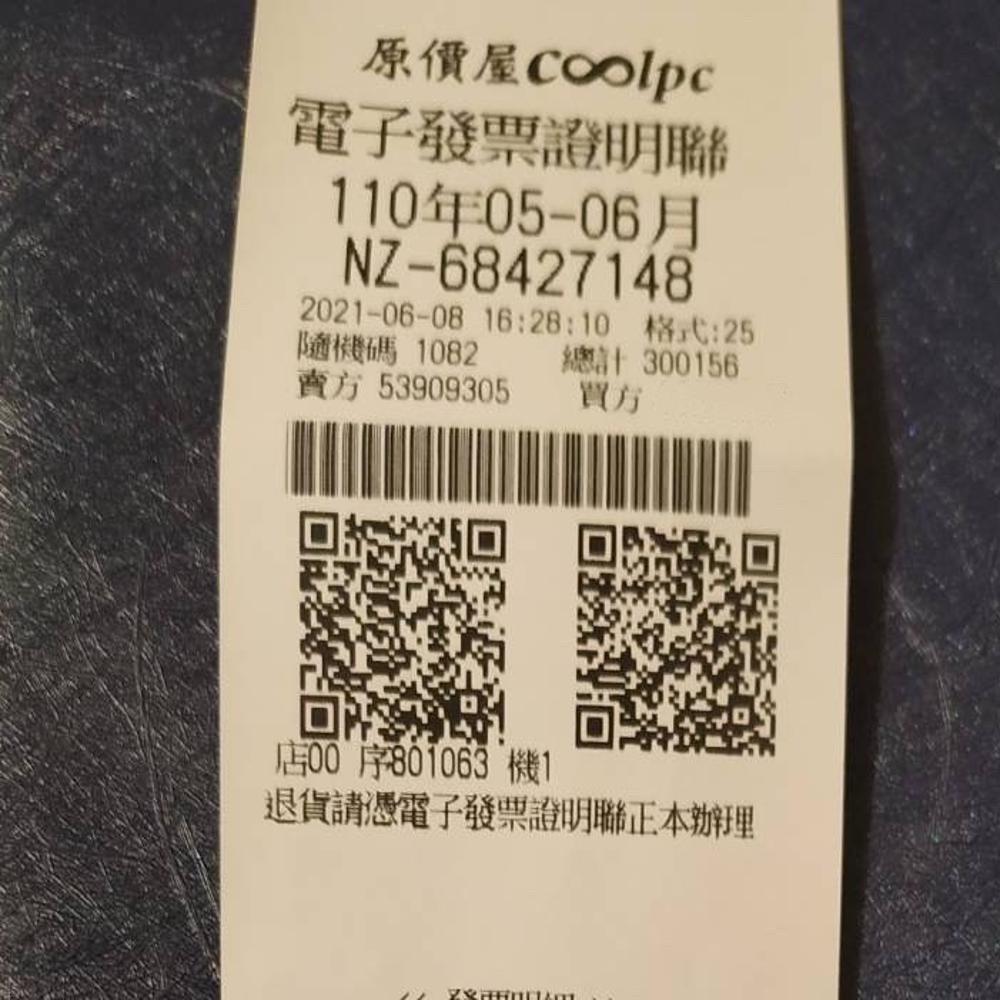 原價屋coolpc
電子發票證明聯
110年05-06月
NZ-68427148
2021-06-08 16:28:10 格式:25
隨機碼 1082 總計 300156
賣方 53909305 買方
店00 序801063 機1
退貨請憑電子發票證明聯正本辦理